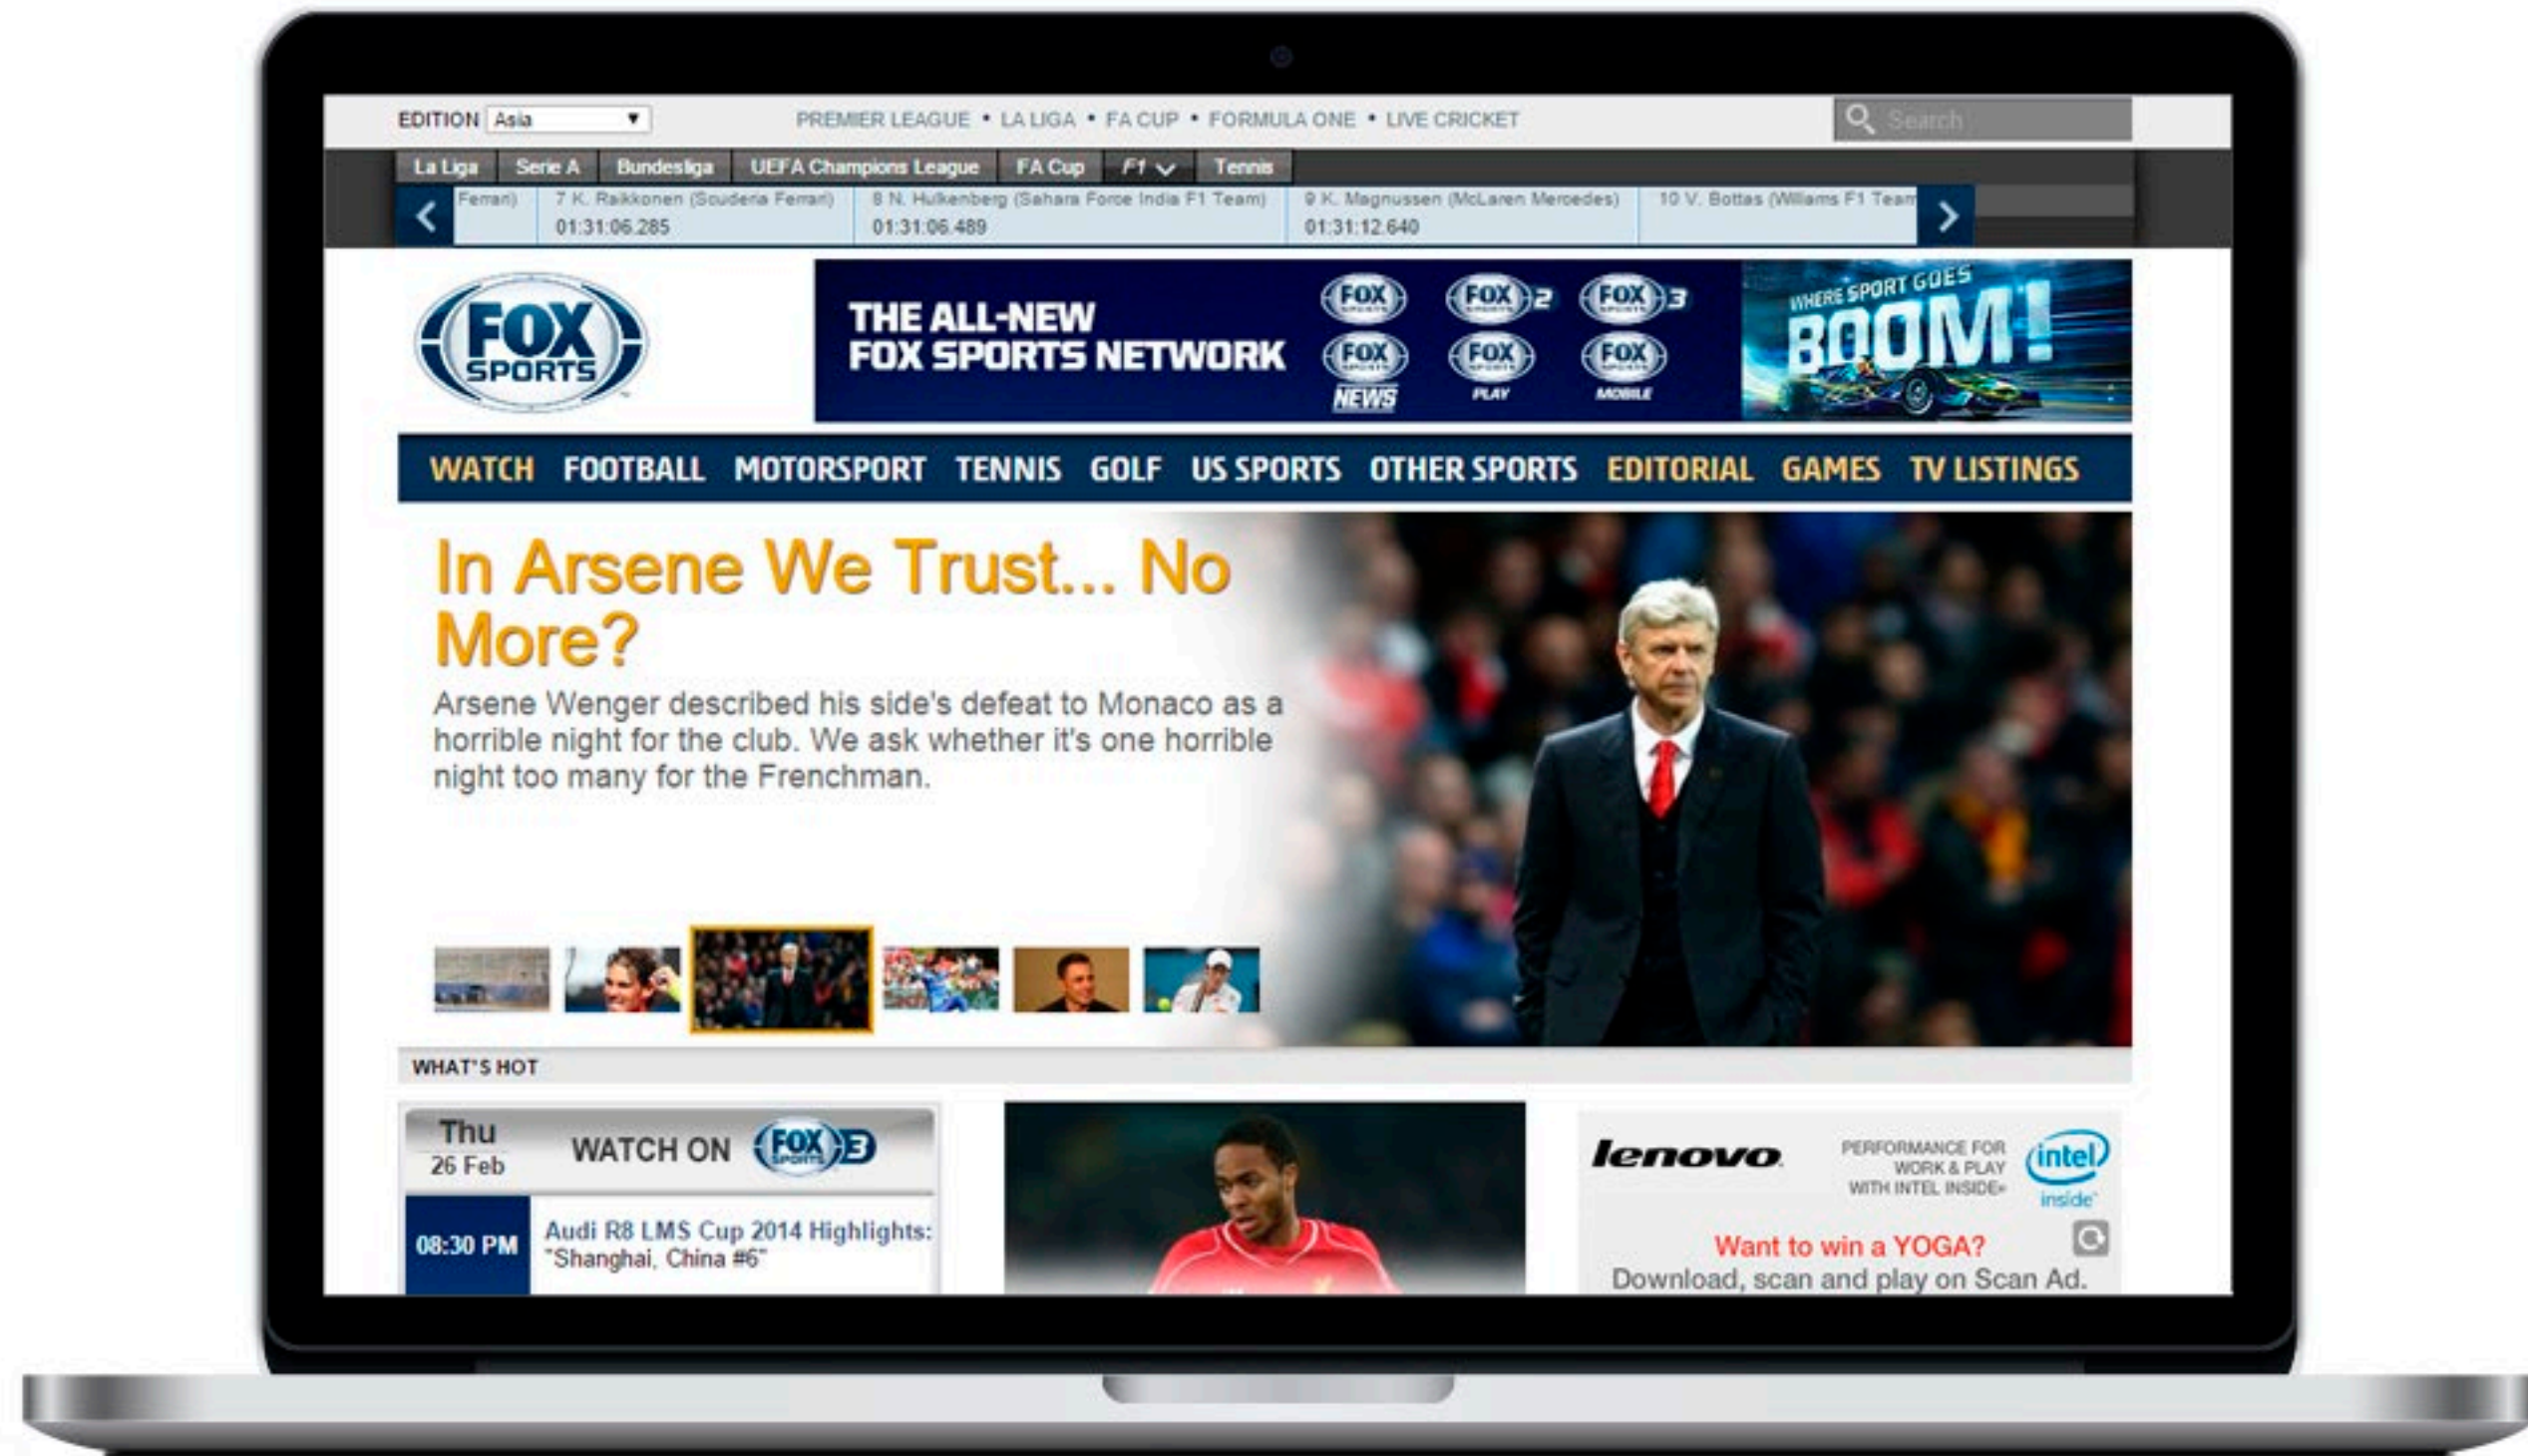 EDITION Asia
PREMIER LEAGUE • LA LIGA • FA CUP • FORMULA ONE • LIVE CRICKET
Search
La Liga Serie A Bundesliga UEFA Champions League FA Cup F1 Tennis
Ferrari) 7 K. Raikkonen (Scuderia Ferrari) 8 N. Hulkenberg (Sahara Force India F1 Team) 9 K. Magnussen (McLaren Mercedes) 10 V. Bottas (Williams F1 Team
01:31:06.285 01:31:06.489 01:31:12.640
FOX
SPORTS
THE ALL-NEW
FOX SPORTS NETWORK
FOX SPORTS FOX SPORTS 2 FOX SPORTS 3
FOX SPORTS NEWS FOX SPORTS PLAY FOX SPORTS MOBILE
WHERE SPORT GOES
BOOM!
WATCH FOOTBALL MOTORSPORT TENNIS GOLF US SPORTS OTHER SPORTS EDITORIAL GAMES TV LISTINGS
In Arsene We Trust... No
More?
Arsene Wenger described his side's defeat to Monaco as a
horrible night for the club. We ask whether it's one horrible
night too many for the Frenchman.
WHAT'S HOT
Thu
26 Feb
WATCH ON FOX SPORTS 3
08:30 PM
Audi R8 LMS Cup 2014 Highlights:
"Shanghai, China #6"
lenovo
PERFORMANCE FOR
WORK & PLAY
WITH INTEL INSIDE®
intel
inside
Want to win a YOGA?
Download, scan and play on Scan Ad.